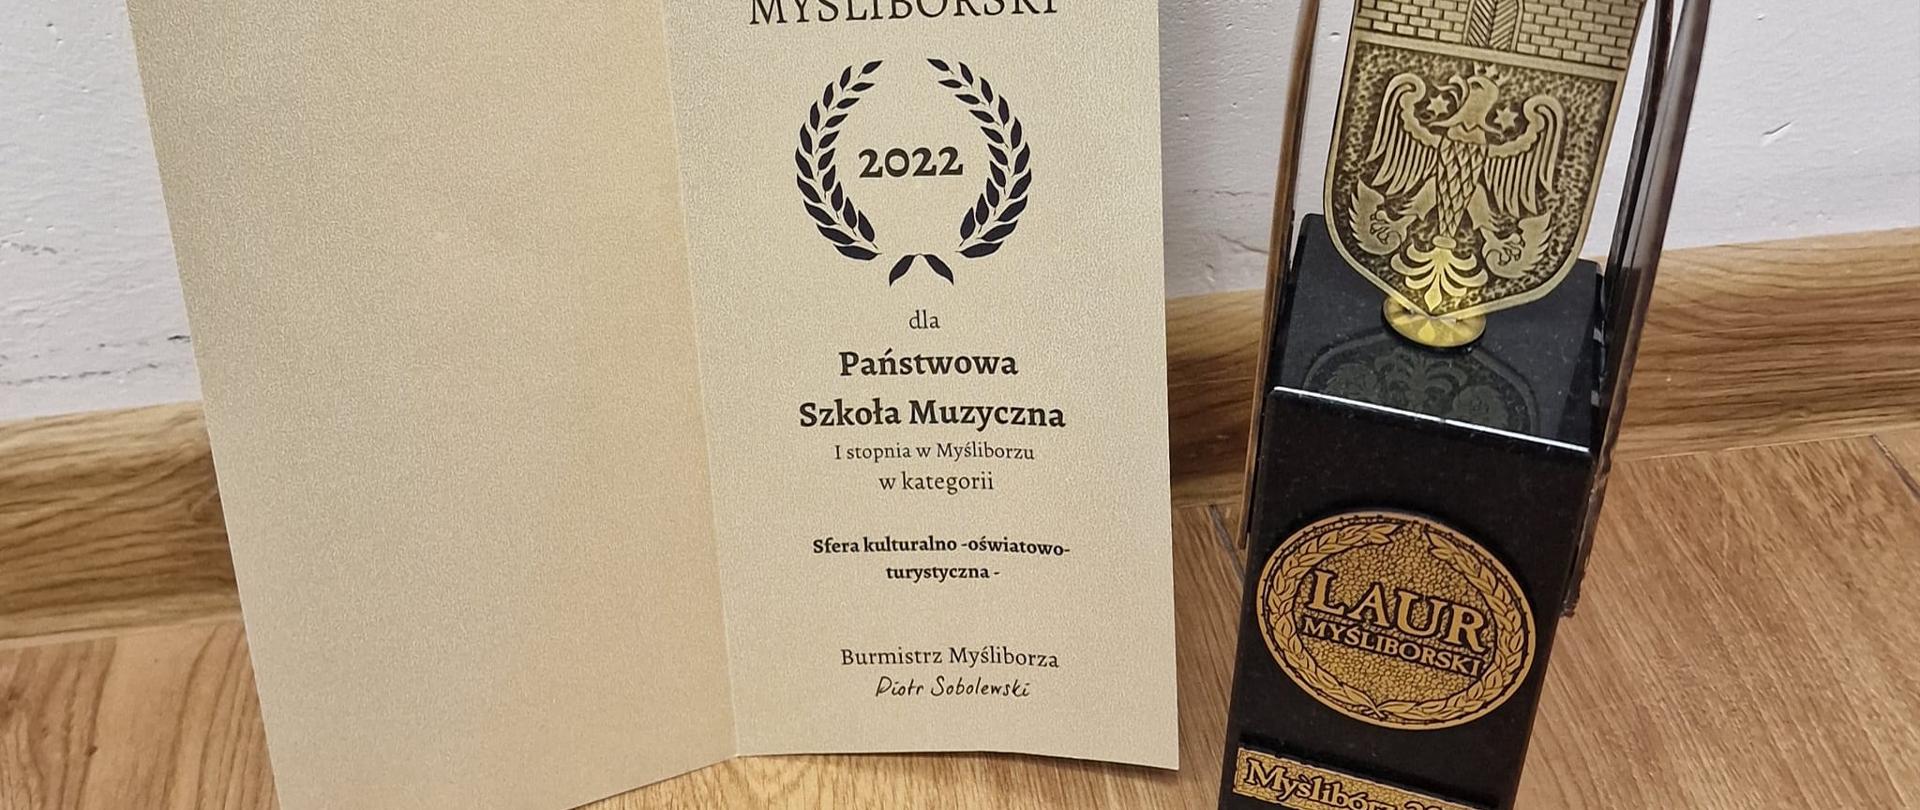 MYŚLIBORSKI
2022
dla
Państwowa
Szkoła Muzyczna
I stopnia w Myśliborzu
w kategorii
Sfera kulturalno -oświatowo-
turystyczna -
Burmistrz Myśliborza
Piotr Sobolewski
LAUR
MYŚLIBORSKI
Myślibórz